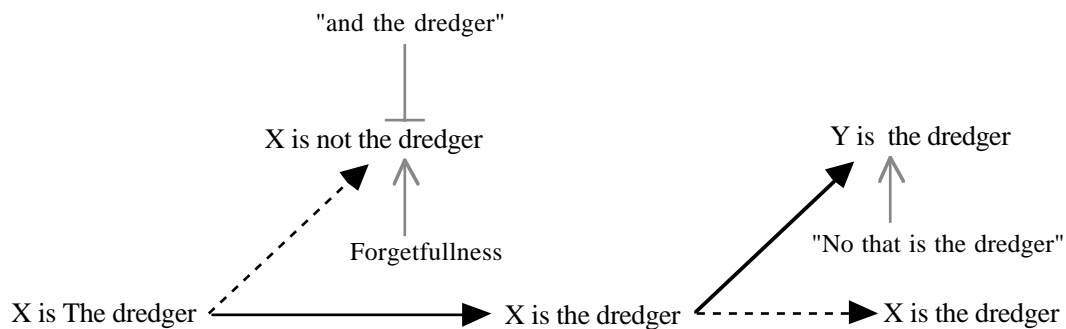 "and the dredger"
X is not the dredger
Y is the dredger
Forgetfullness
"No that is the dredger"
X is The dredger
X is the dredger
X is the dredger